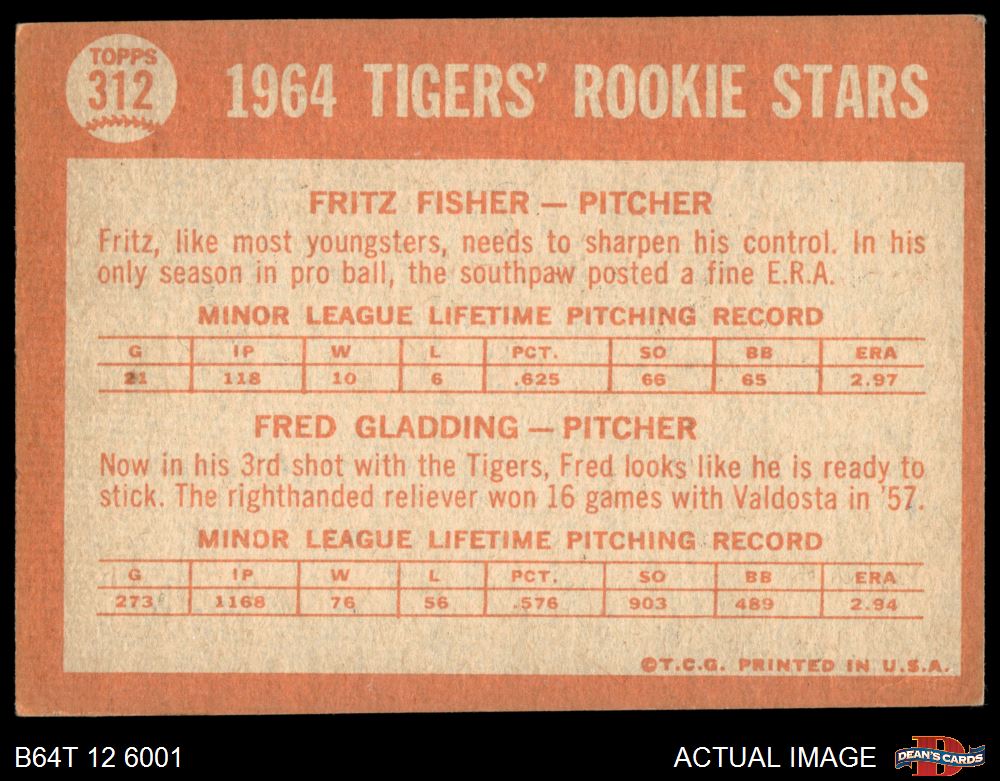 TOPPS
312
1964 TIGERS' ROOKIE STARS
FRITZ FISHER — PITCHER
Fritz, like most youngsters, needs to sharpen his control. In his
only season in pro ball, the southpaw posted a fine E.R.A.
MINOR LEAGUE LIFETIME PITCHING RECORD
G IP W L PCT. SO BB ERA
21 118 10 6 .625 66 65 2.97
FRED GLADDING — PITCHER
Now in his 3rd shot with the Tigers, Fred looks like he is ready to
stick. The righthanded reliever won 16 games with Valdosta in '57.
MINOR LEAGUE LIFETIME PITCHING RECORD
G IP W L PCT. SO BB ERA
273 1168 76 56 .576 903 489 2.94
©T.C.G. PRINTED IN U.S.A.
B64T 12 6001
ACTUAL IMAGE
D
DEAN'S CARDS